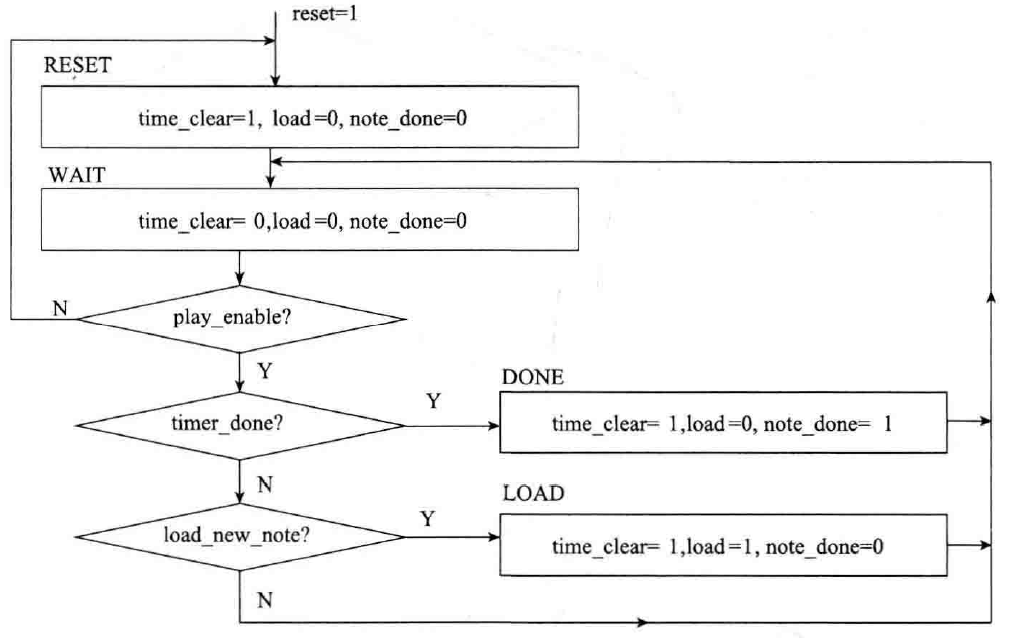 reset=1
RESET
time_clear=1, load=0, note_done=0
WAIT
time_clear= 0,load=0, note_done=0
N
play_enable?
Y
DONE
timer_done?
Y
time_clear= 1,load=0, note_done= 1
N
LOAD
load_new_note?
Y
time_clear= 1,load=1, note_done=0
N